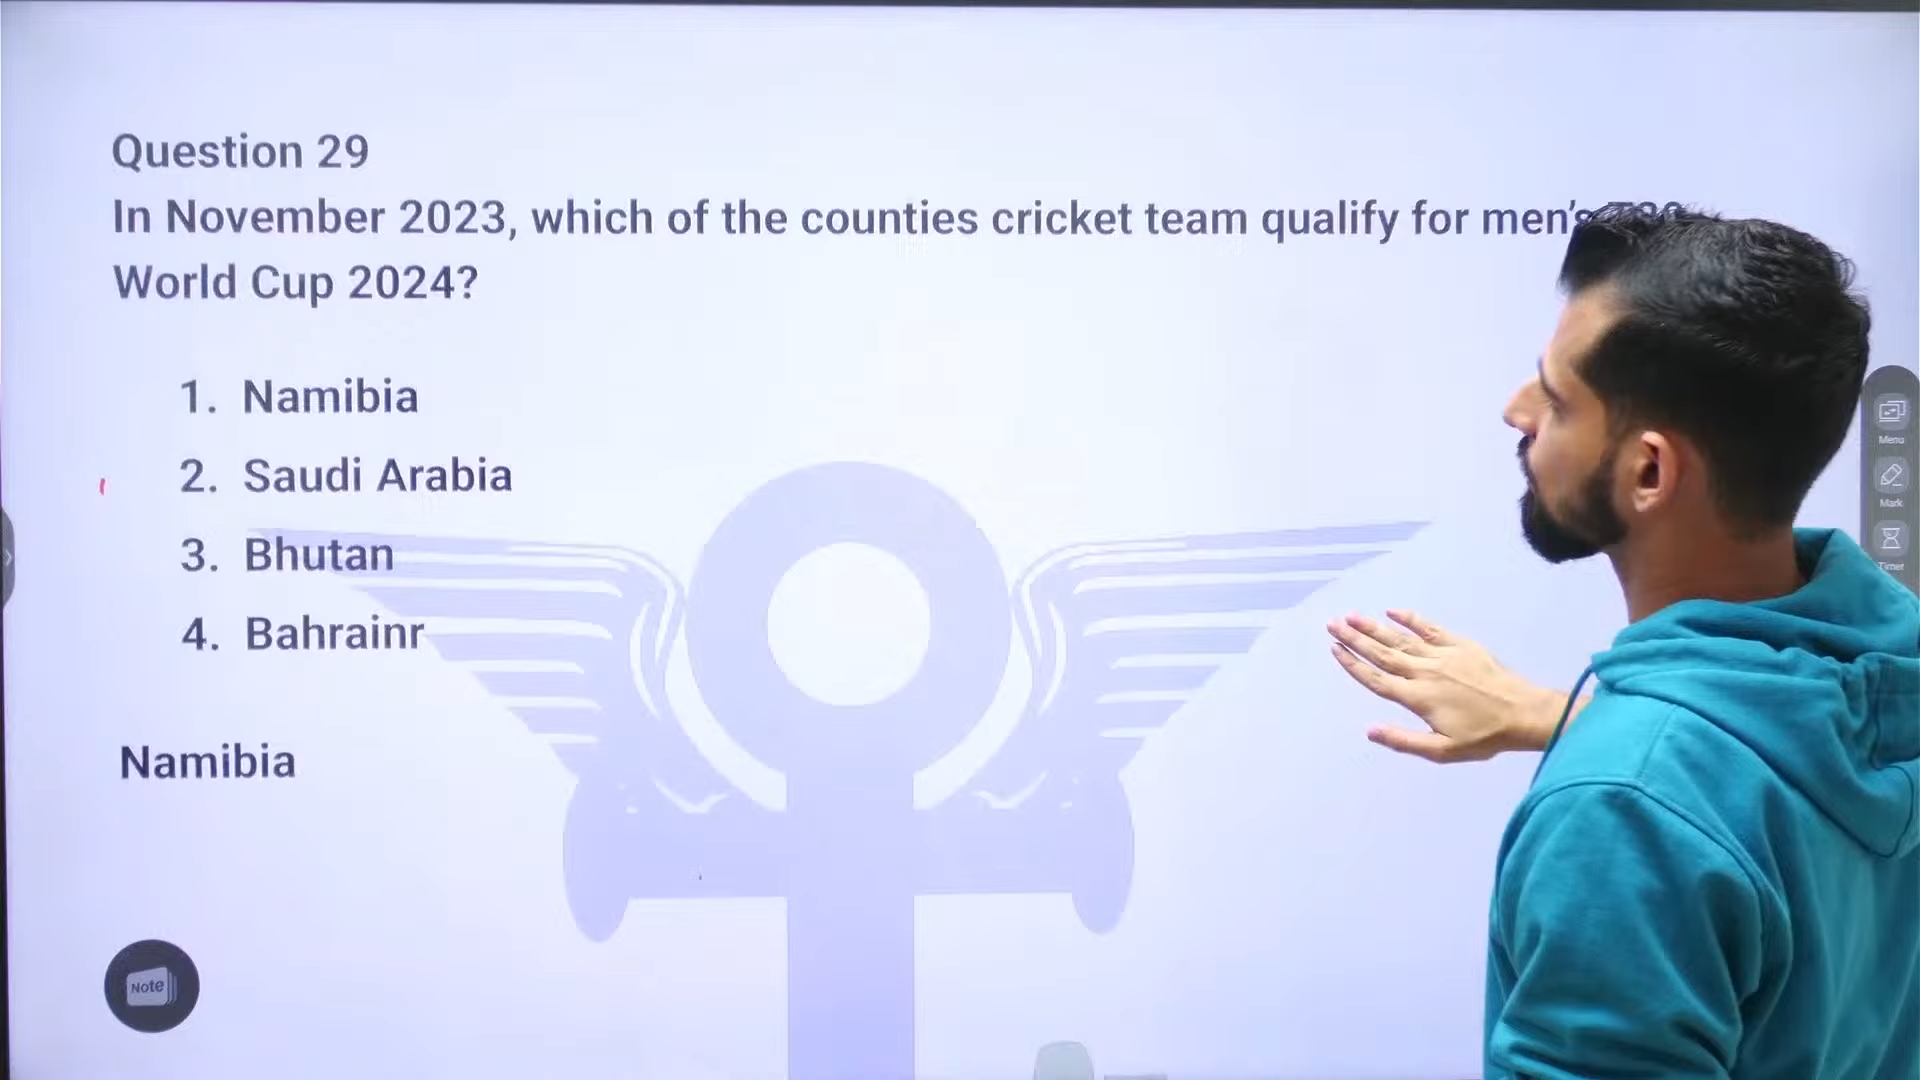 Question 29
In November 2023, which of the counties cricket team qualify for men's
World Cup 2024?
1. Namibia
2. Saudi Arabia
3. Bhutan
4. Bahrainr
Namibia
Note
Menu
Mark
Timer